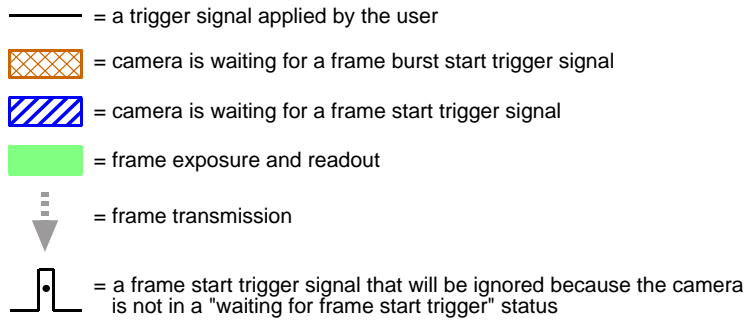 = a trigger signal applied by the user
= camera is waiting for a frame burst start trigger signal
= camera is waiting for a frame start trigger signal
= frame exposure and readout
= frame transmission
= a frame start trigger signal that will be ignored because the camera
is not in a "waiting for frame start trigger" status